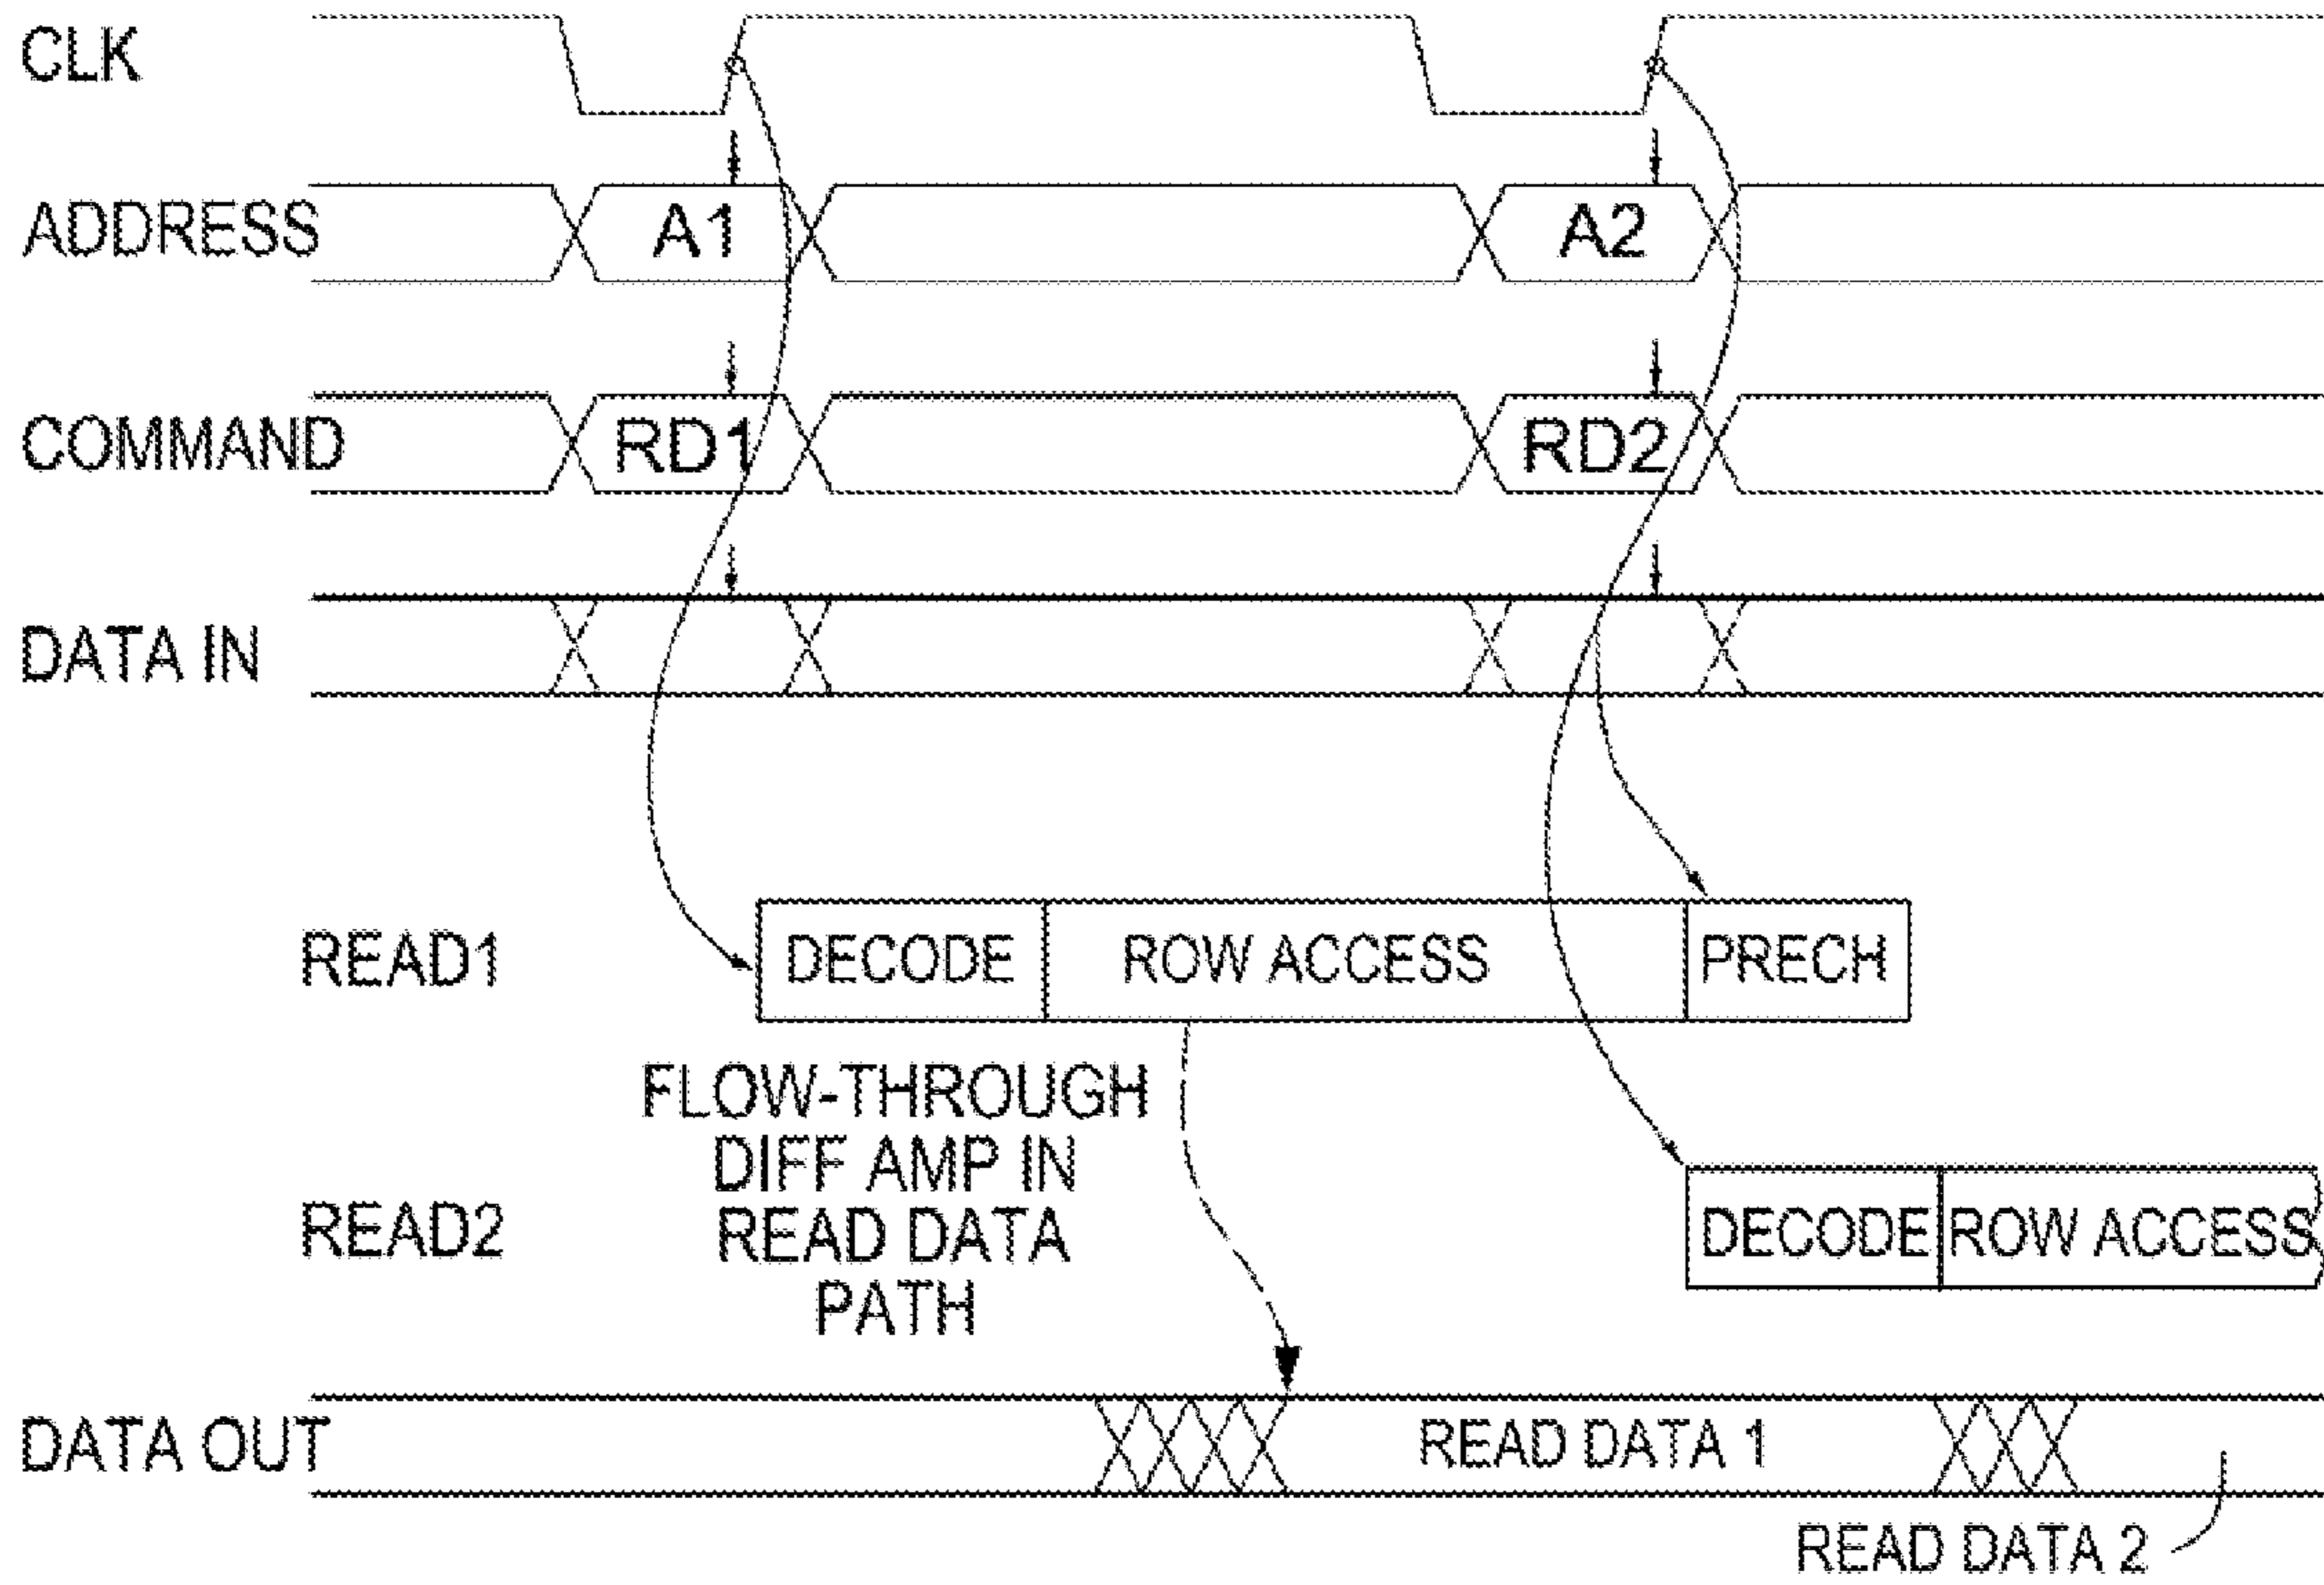 CLK
ADDRESS A1 A2
COMMAND RD1 RD2
DATA IN
READ1 DECODE ROW ACCESS PRECH
FLOW-THROUGH
DIFF AMP IN
READ DATA
PATH
READ2 DECODE ROW ACCESS
DATA OUT READ DATA 1
READ DATA 2